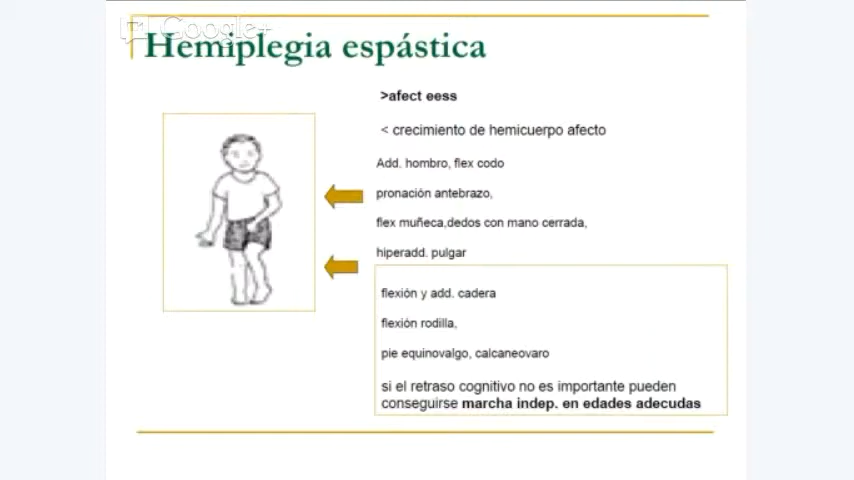 Google+
Hemiplegia espástica
>afect eess
< crecimiento de hemicuerpo afecto
Add. hombro, flex codo
pronación antebrazo,
flex muñeca,dedos con mano cerrada,
hiperadd. pulgar
flexión y add. cadera
flexión rodilla,
pie equinovalgo, calcaneovaro
si el retraso cognitivo no es importante pueden
conseguirse marcha indep. en edades adecudas